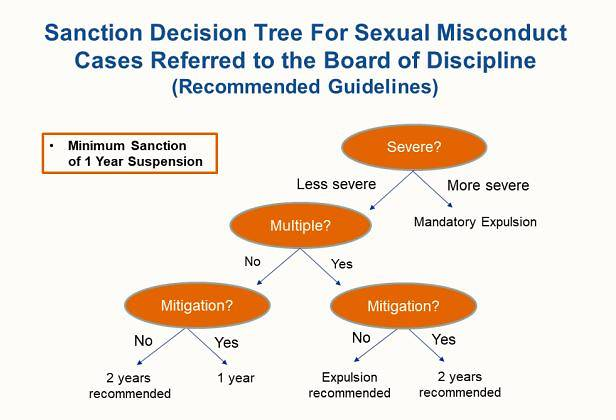 Sanction Decision Tree For Sexual Misconduct
Cases Referred to the Board of Discipline
(Recommended Guidelines)
• Minimum Sanction
of 1 Year Suspension
Severe?
Less severe
More severe
Mandatory Expulsion
Multiple?
No
Yes
Mitigation?
Mitigation?
No
Yes
No
Yes
2 years
recommended
1 year
Expulsion
recommended
2 years
recommended